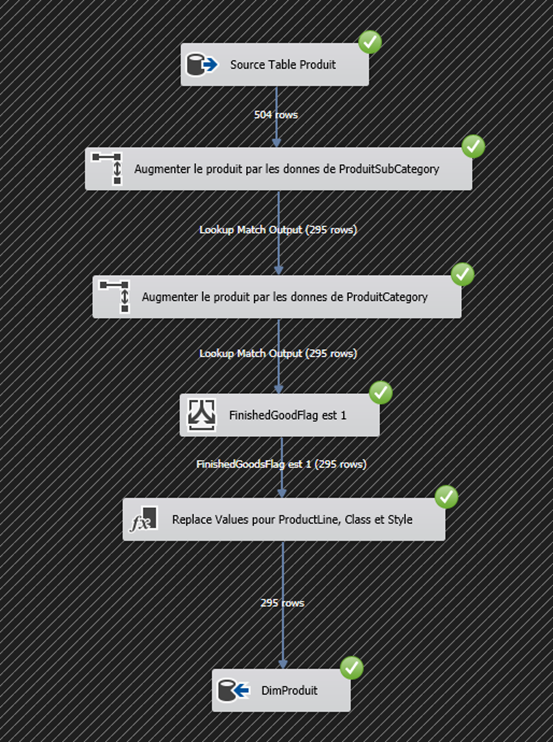 Source Table Produit
504 rows
Augmenter le produit par les donnes de ProduitSubCategory
Lookup Match Output (295 rows)
Augmenter le produit par les donnes de ProduitCategory
Lookup Match Output (295 rows)
FinishedGoodFlag est 1
FinishedGoodsFlag est 1 (295 rows)
fx Replace Values pour ProductLine, Class et Style
295 rows
DimProduit